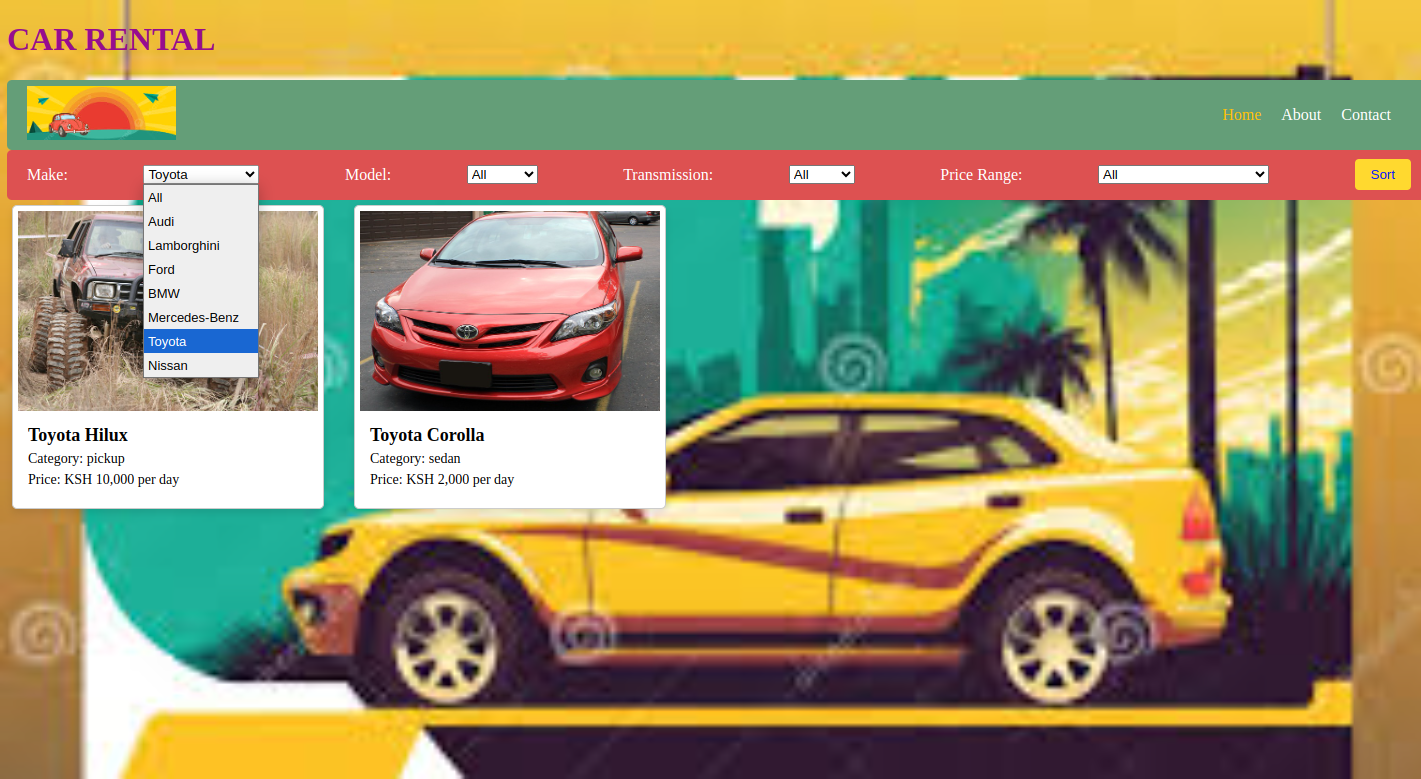 CAR RENTAL
Home About Contact
Make: Toyota Model: All Transmission: All Price Range: All Sort
All
Audi
Lamborghini
Ford
BMW
Mercedes-Benz
Toyota
Nissan
Toyota Hilux
Category: pickup
Price: KSH 10,000 per day
Toyota Corolla
Category: sedan
Price: KSH 2,000 per day